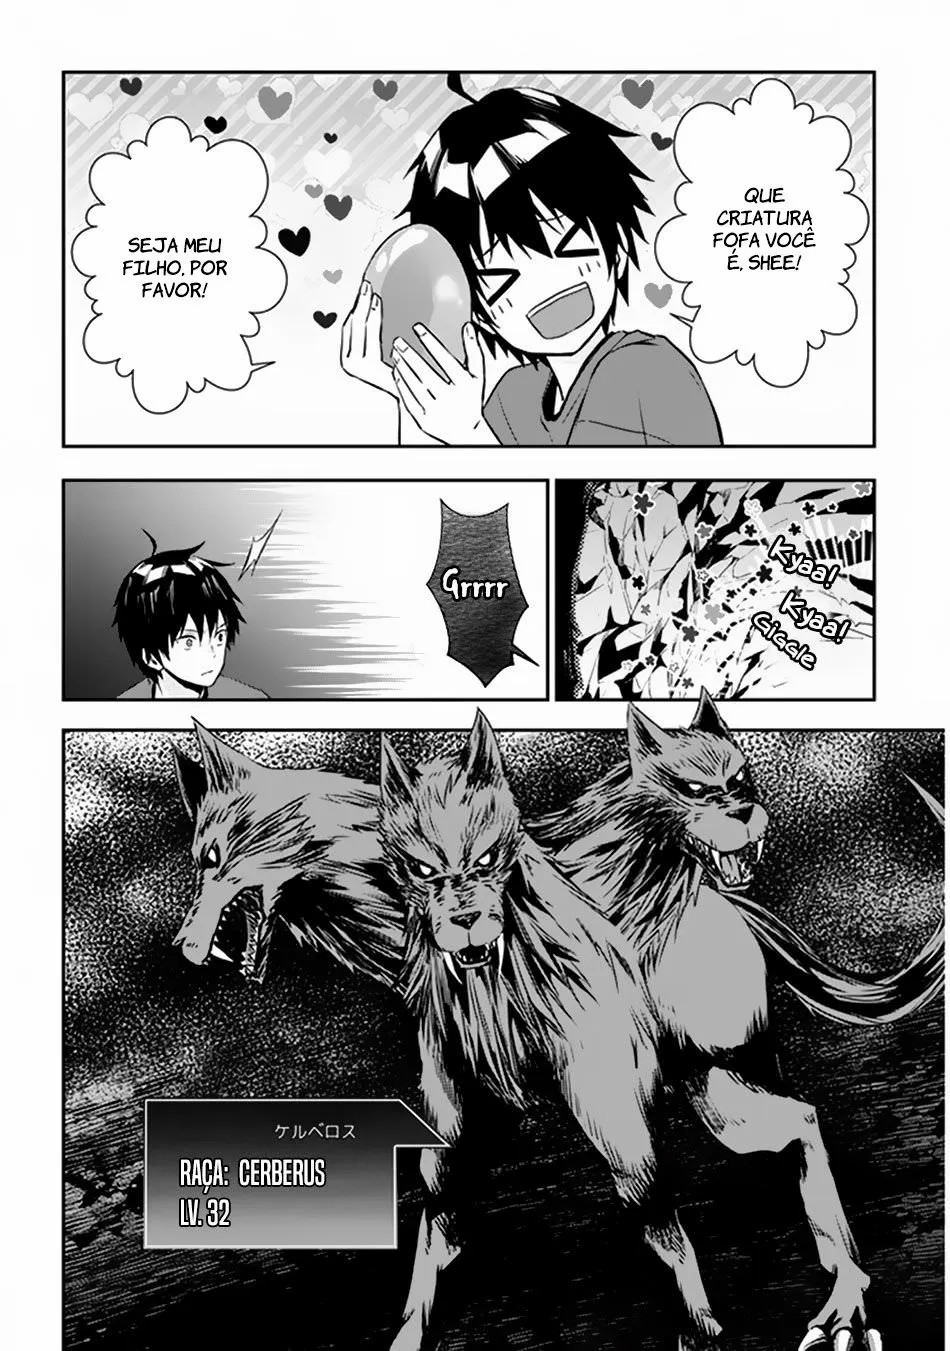 QUE
CRIATURA
FOFA VOCÊ
É, SHEE!
SEJA MEU
FILHO, POR
FAVOR!
Kyaa!
Kyaa!
Giggle
Grrrr
ケルベロス
RAÇA: CERBERUS
LV. 32